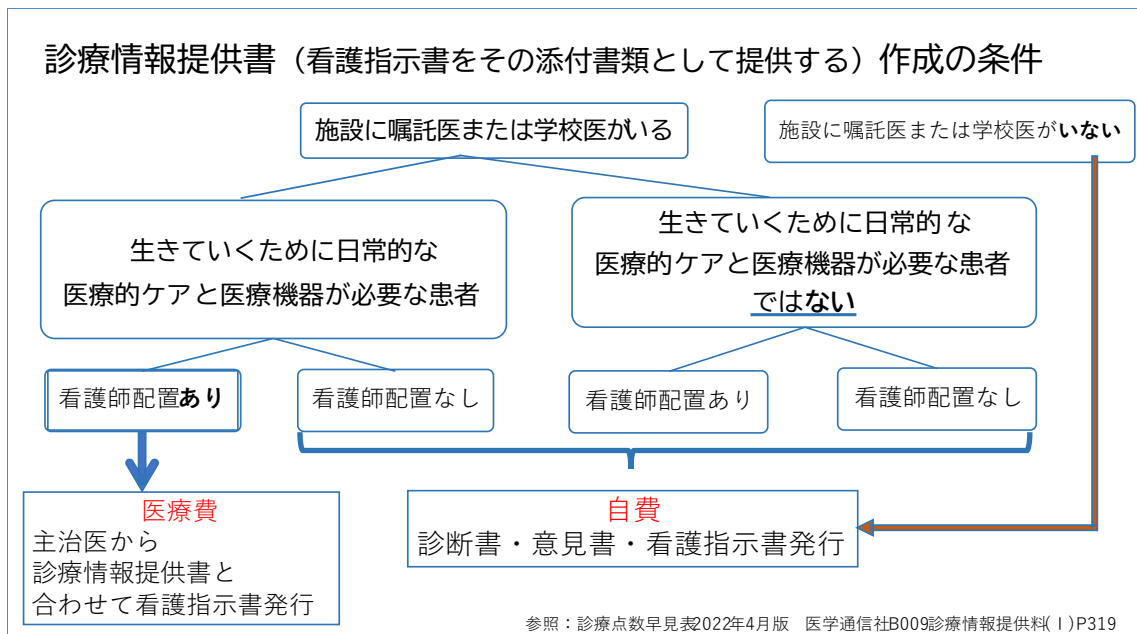 診療情報提供書（看護指示書をその添付書類として提供する）作成の条件
施設に嘱託医または学校医がいる
施設に嘱託医または学校医がいない
生きていくために日常的な
医療的ケアと医療機器が必要な患者
生きていくために日常的な
医療的ケアと医療機器が必要な患者
ではない
看護師配置あり
看護師配置なし
看護師配置あり
看護師配置なし
医療費
主治医から
診療情報提供書と
合わせて看護指示書発行
自費
診断書・意見書・看護指示書発行
参照：診療点数早見表2022年4月版　医学通信社B009診療情報提供料(Ⅰ)P319